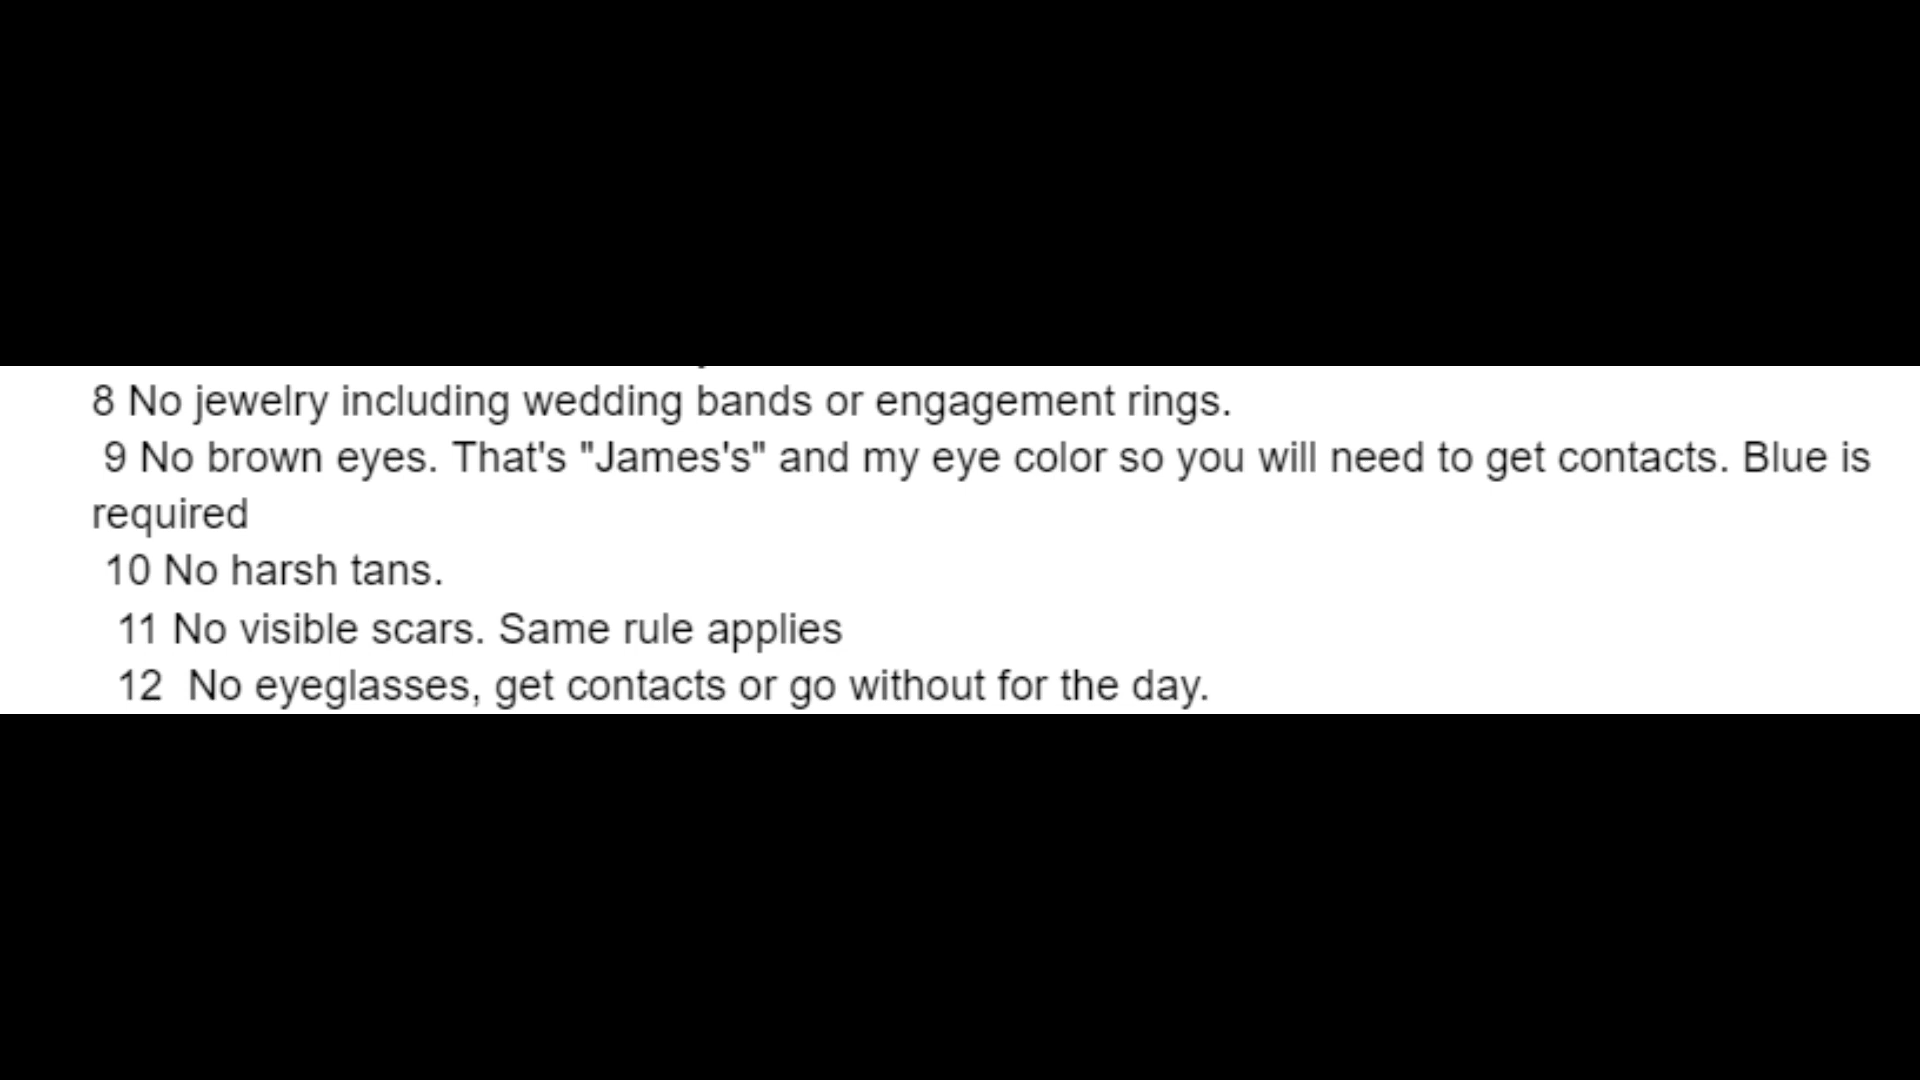 8 No jewelry including wedding bands or engagement rings.
9 No brown eyes. That's "James's" and my eye color so you will need to get contacts. Blue is
required
10 No harsh tans.
11 No visible scars. Same rule applies
12 No eyeglasses, get contacts or go without for the day.